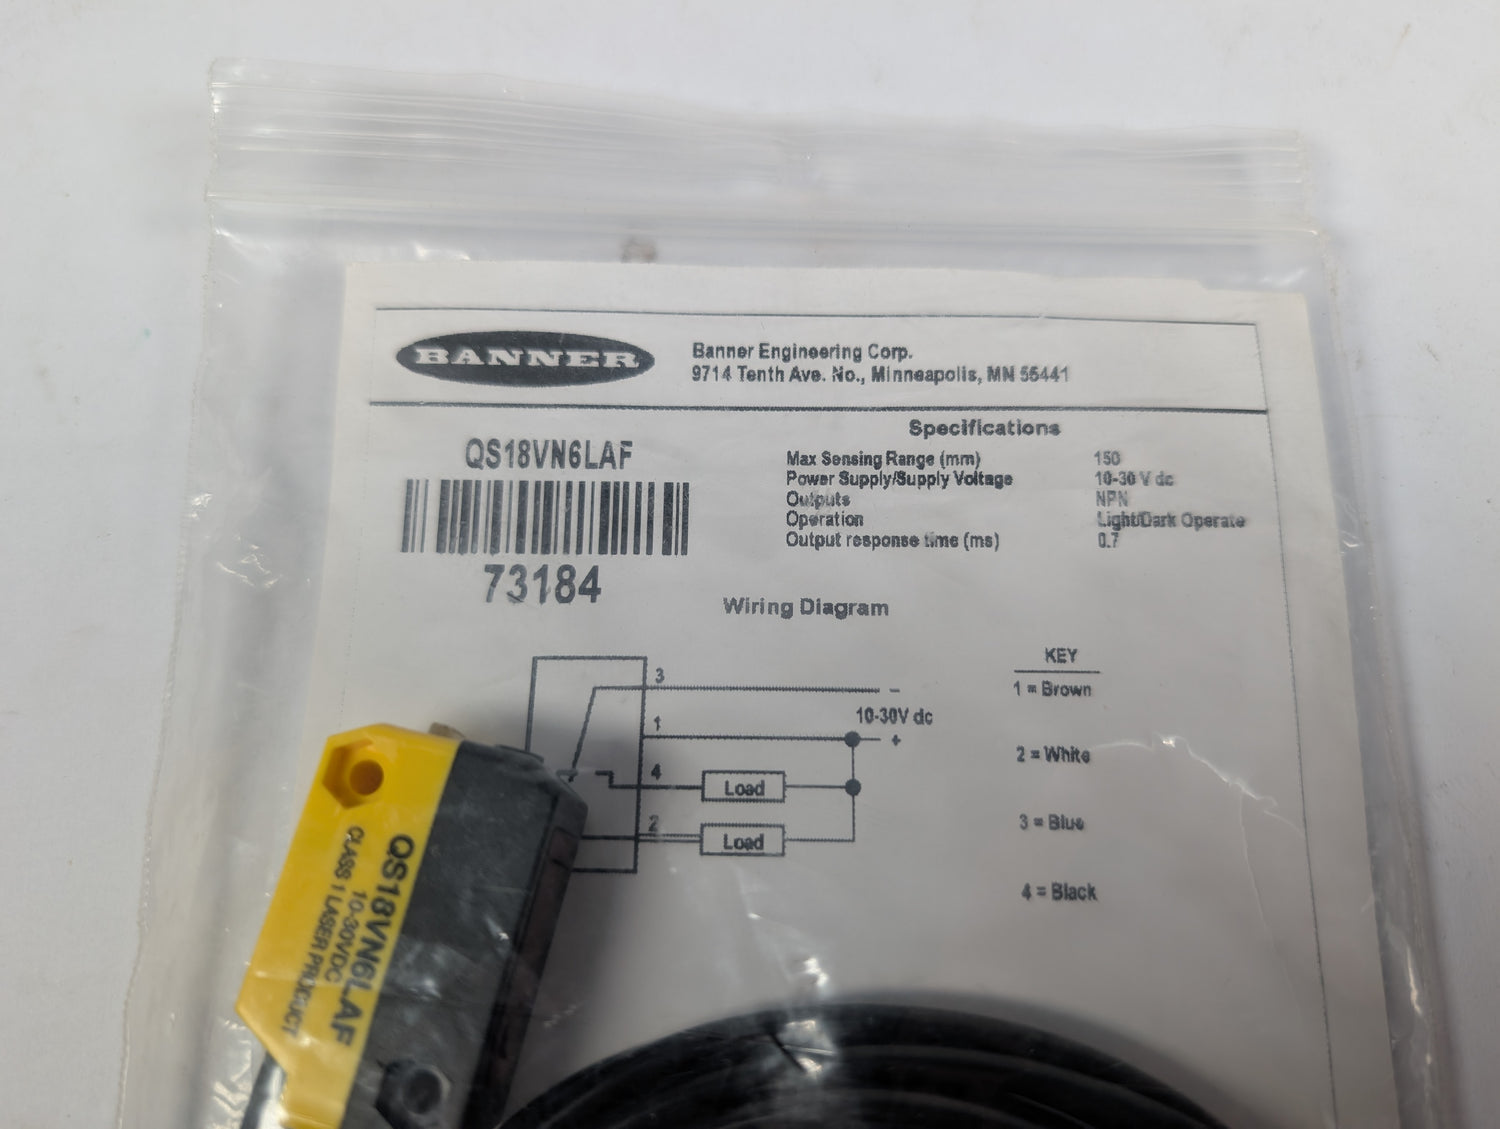 BANNER
Banner Engineering Corp.
9714 Tenth Ave. No., Minneapolis, MN 55441
QS18VN6LAF
73184
Specifications
Max Sensing Range (mm) 150
Power Supply/Supply Voltage 10-30 V dc
Outputs NPN
Operation Light/Dark Operate
Output response time (ms) 0.7
Wiring Diagram
3
−
10-30V dc
1
+
4
Load
2
Load
KEY
1 = Brown
2 = White
3 = Blue
4 = Black
QS18VN6LAF
10-30VDC
CLASS 1 LASER PRODUCT